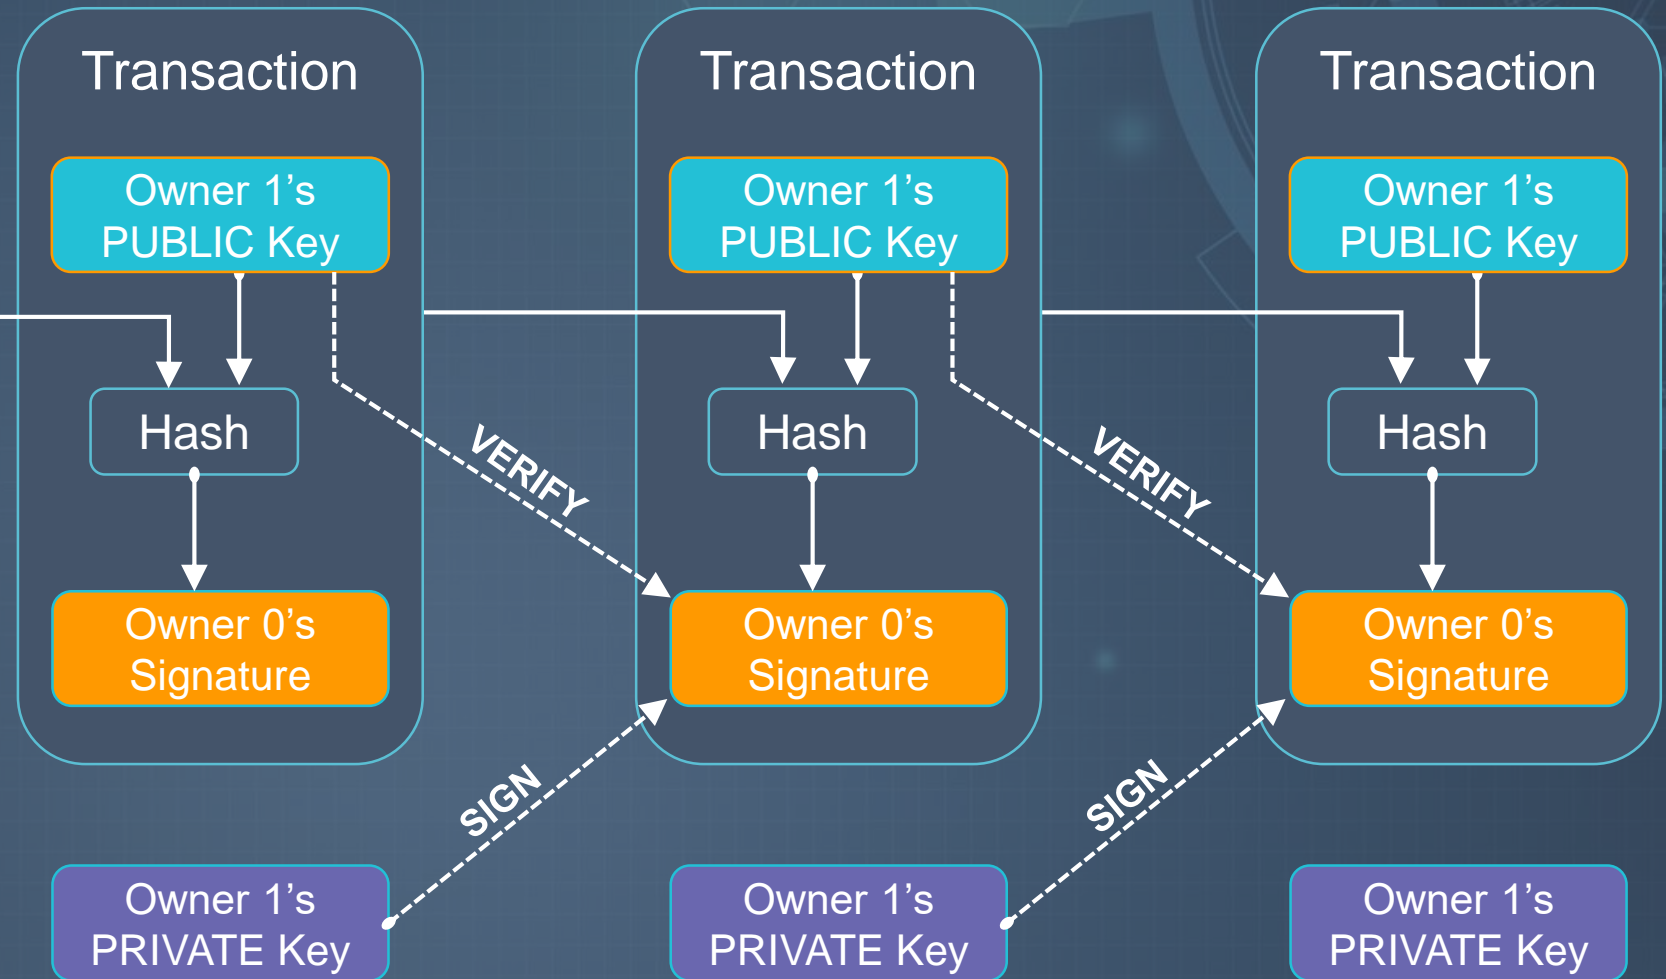 Transaction
Transaction
Transaction
Owner 1’s
PUBLIC Key
Owner 1’s
PUBLIC Key
Owner 1’s
PUBLIC Key
Hash
VERIFY
Hash
VERIFY
Hash
Owner 0’s
Signature
Owner 0’s
Signature
Owner 0’s
Signature
SIGN
SIGN
Owner 1’s
PRIVATE Key
Owner 1’s
PRIVATE Key
Owner 1’s
PRIVATE Key